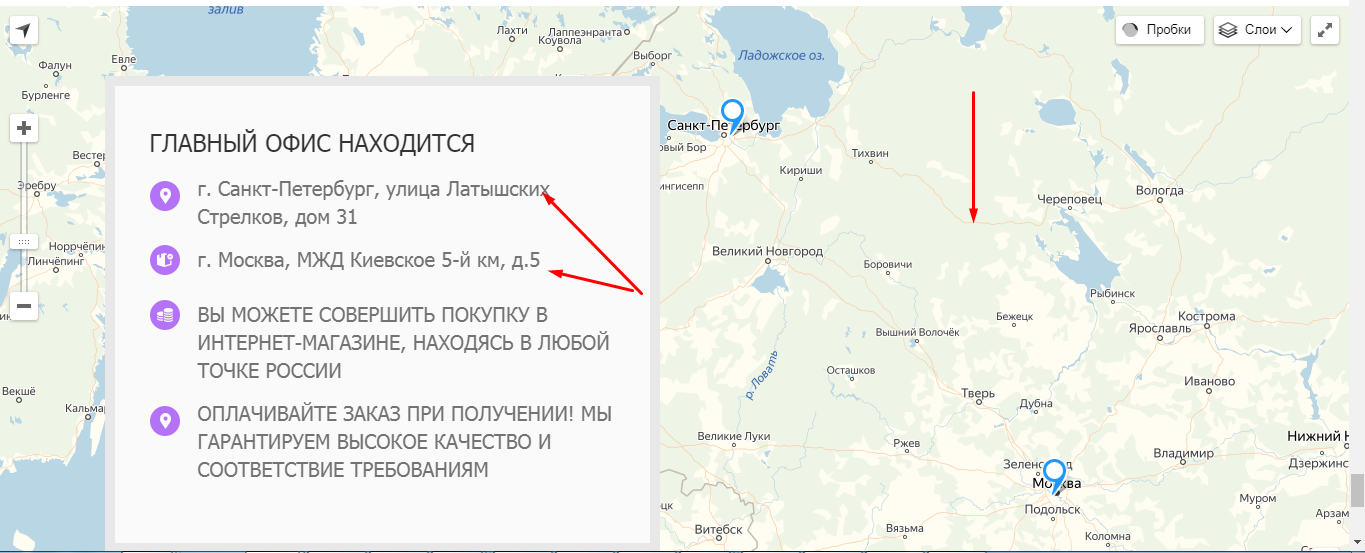 залив
Лахти
Лаппеэнранта
Коувола
Выборг
Ладожское оз.
Пробки
Слои
Фалун
Евле
Бурленге
ГЛАВНЫЙ ОФИС НАХОДИТСЯ
г. Санкт-Петербург, улица Латышских
Стрелков, дом 31
г. Москва, МЖД Киевское 5-й км, д.5
ВЫ МОЖЕТЕ СОВЕРШИТЬ ПОКУПКУ В
ИНТЕРНЕТ-МАГАЗИНЕ, НАХОДЯСЬ В ЛЮБОЙ
ТОЧКЕ РОССИИ
ОПЛАЧИВАЙТЕ ЗАКАЗ ПРИ ПОЛУЧЕНИИ! МЫ
ГАРАНТИРУЕМ ВЫСОКОЕ КАЧЕСТВО И
СООТВЕТСТВИЕ ТРЕБОВАНИЯМ
Вестер
Эребру
Норрчёпин
Линчёпинг
Векшё
Кальмар
Санкт-Петербург
овый Бор
Кириши
Тихвин
ингисепп
Вологда
Череповец
Великий Новгород
Боровичи
Рыбинск
Бежецк
Кострома
Ярославль
Вышний Волочёк
р. Ловать
Осташков
Тверь
Дубна
Иваново
Великие Луки
Ржев
Нижний Н
Зеленоград
Владимир
Дзержинс
Москва
Подольск
Муром
Арзам
Витебск
Вязьма
Коломна